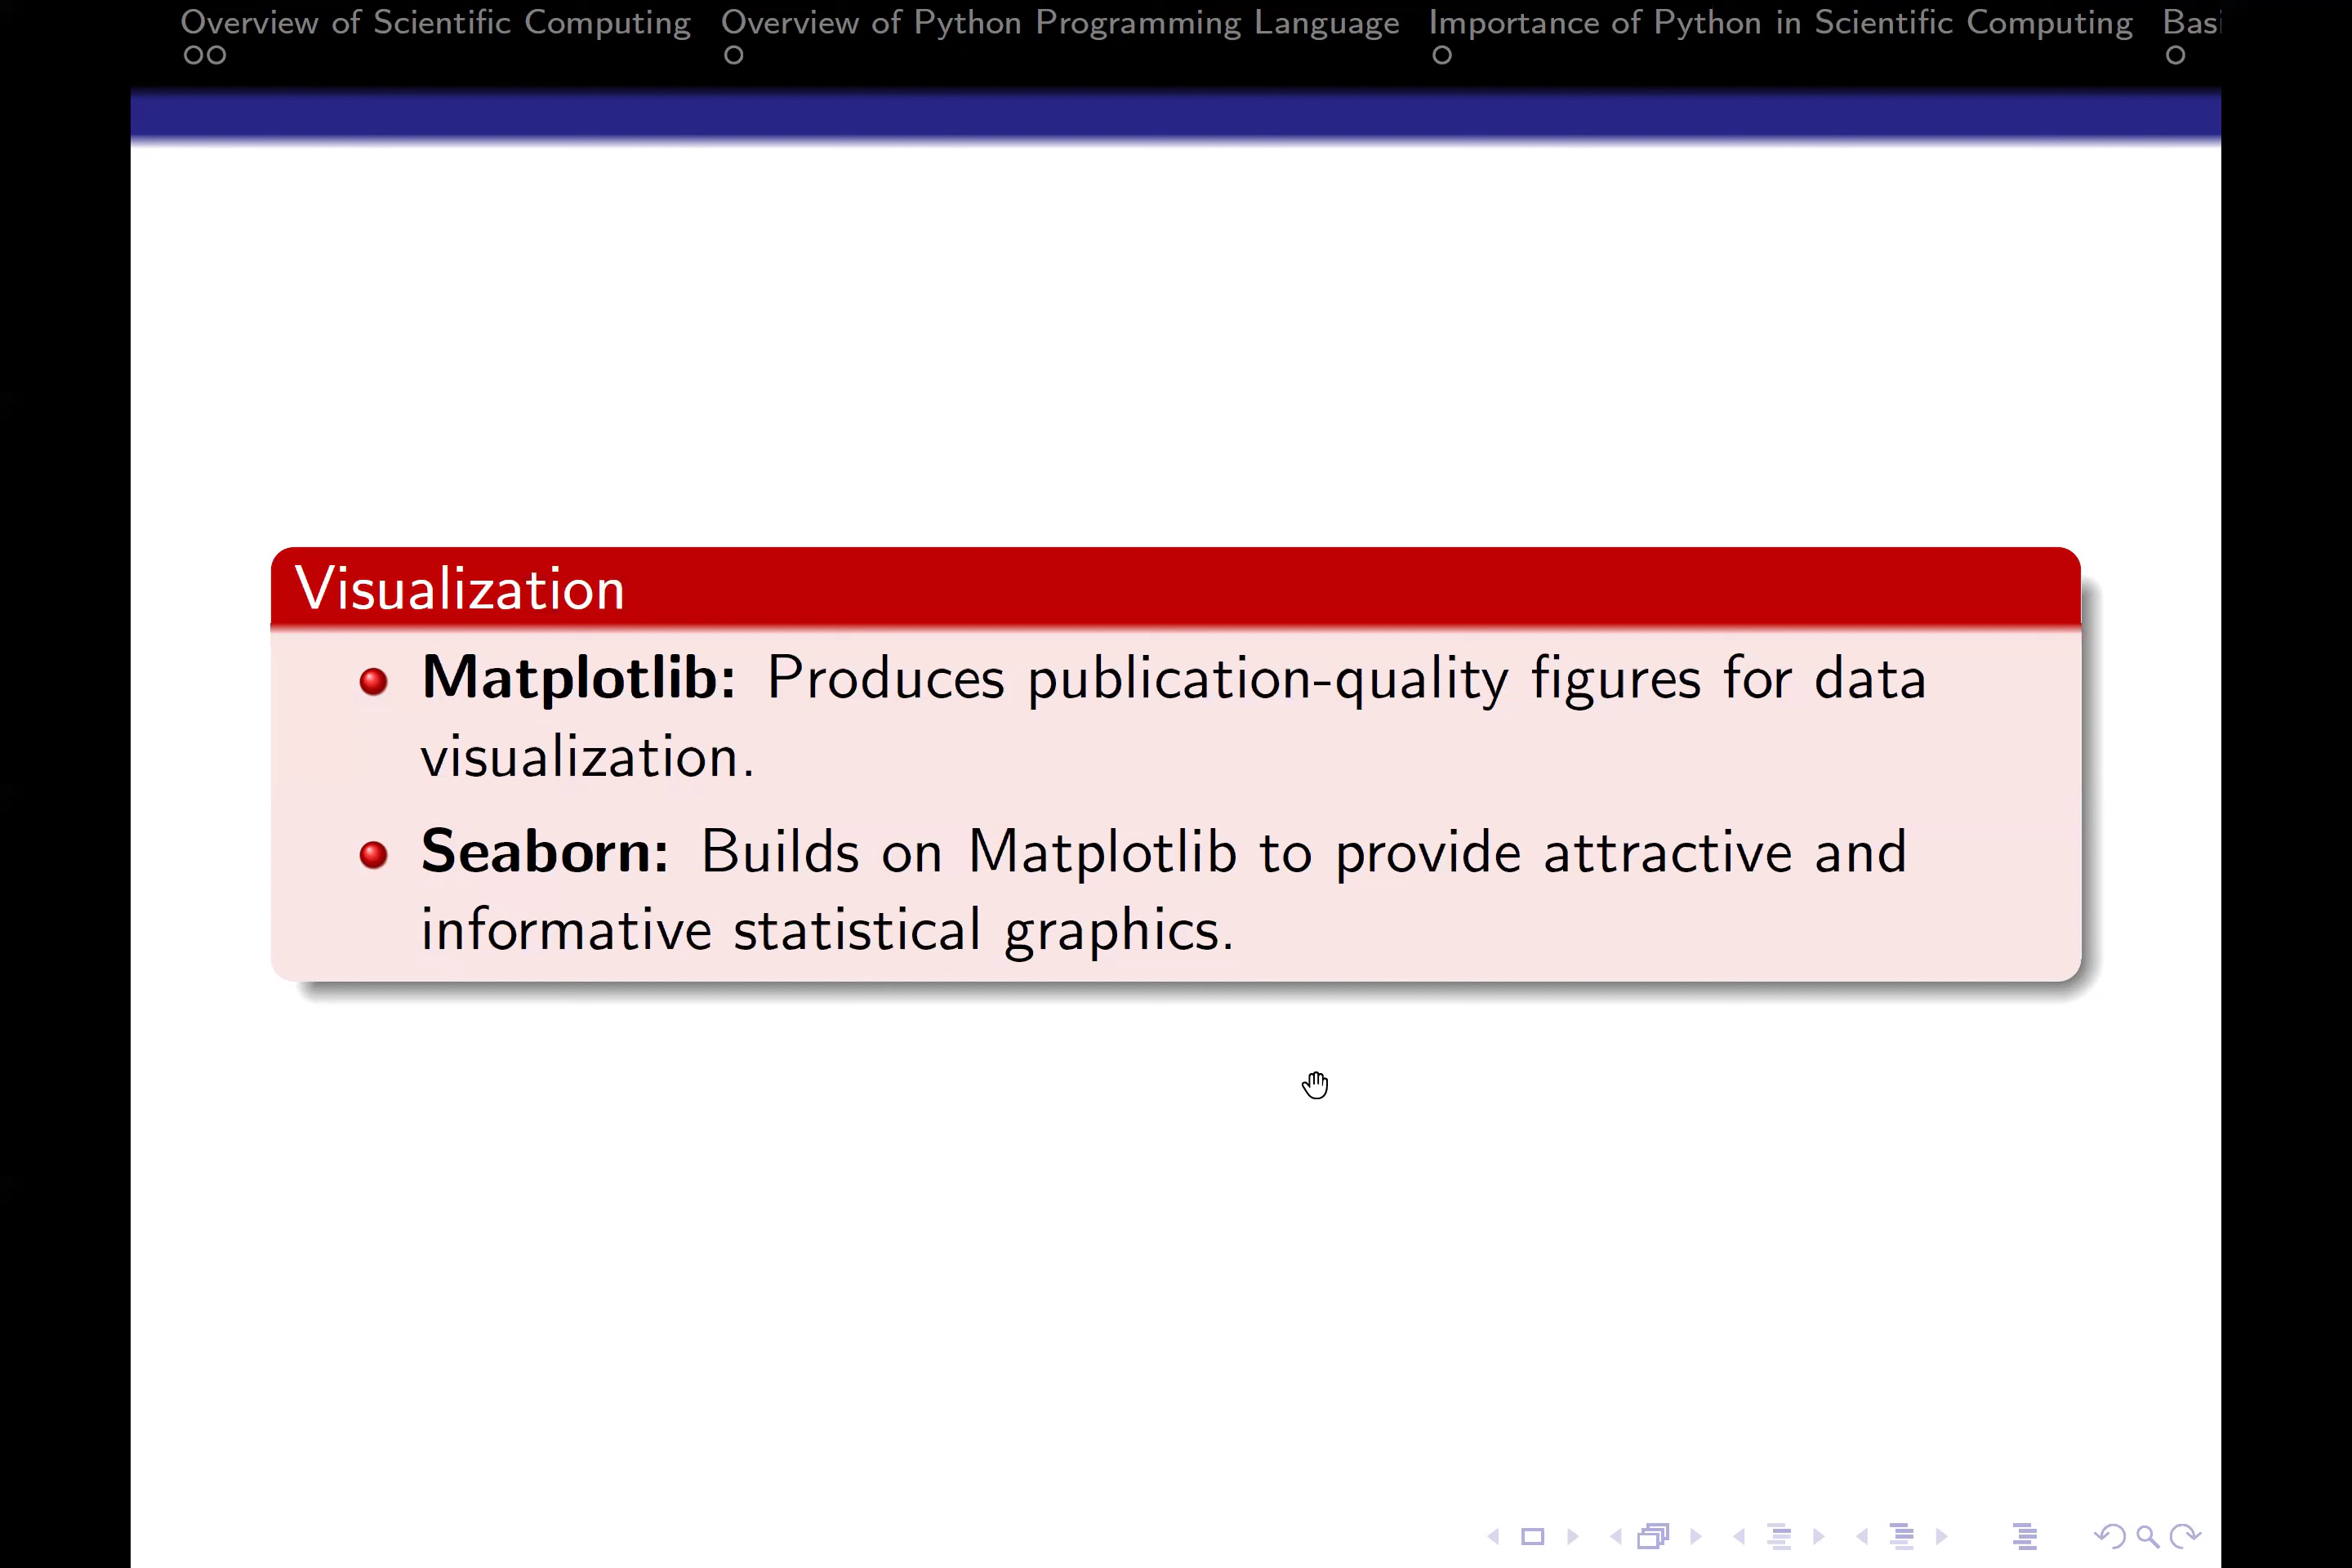 Overview of Scientific Computing Overview of Python Programming Language Importance of Python in Scientific Computing Basi
Visualization
Matplotlib: Produces publication-quality figures for data
visualization.
Seaborn: Builds on Matplotlib to provide attractive and
informative statistical graphics.